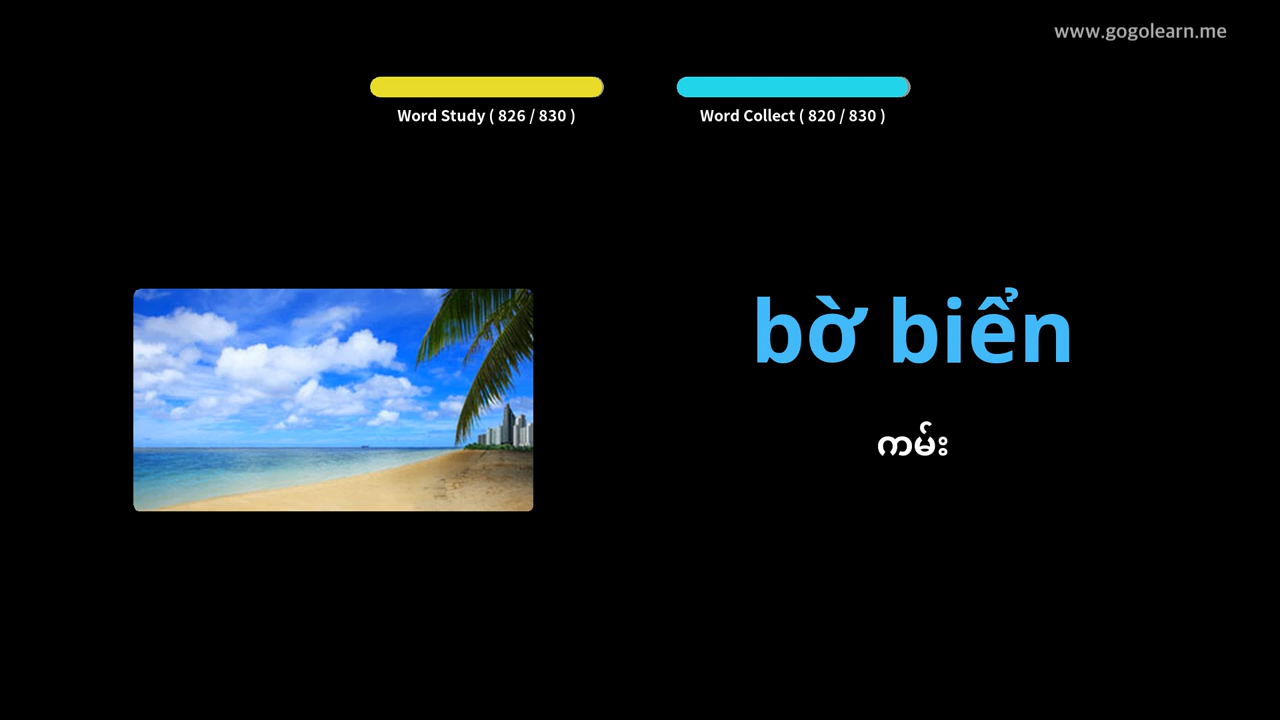 www.gogolearn.me
Word Study ( 826 / 830 )
Word Collect ( 820 / 830 )
bờ biển
ကမ်း